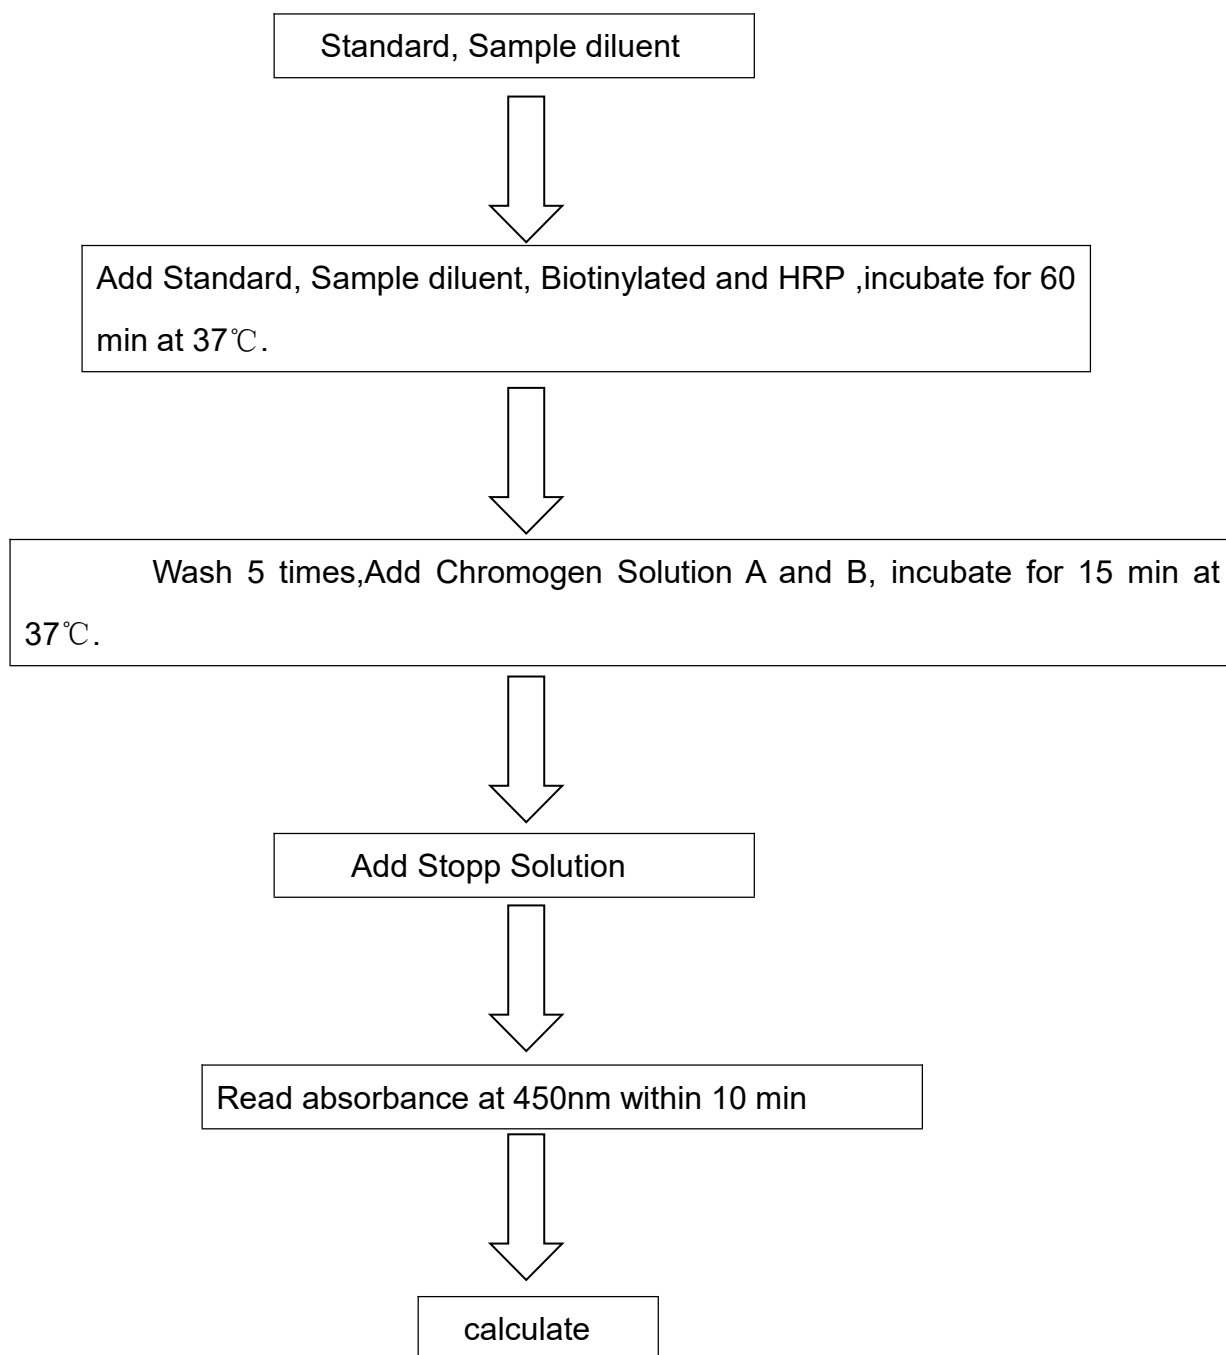 Standard, Sample diluent
Add Standard, Sample diluent, Biotinylated and HRP ,incubate for 60
min at 37℃.
Wash 5 times,Add Chromogen Solution A and B, incubate for 15 min at
37℃.
Add Stopp Solution
Read absorbance at 450nm within 10 min
calculate